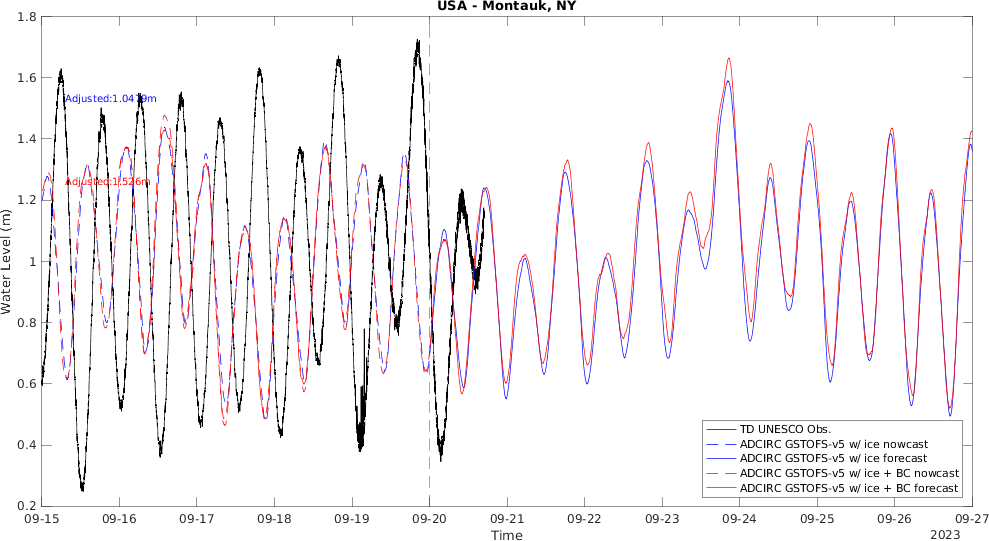 USA - Montauk, NY
1.8
1.6
1.4
1.2
1
0.8
0.6
0.4
0.2
Water Level (m)
Adjusted:1.0419m
Adjusted:1.526m
TD UNESCO Obs.
ADCIRC GSTOFS-v5 w/ ice nowcast
ADCIRC GSTOFS-v5 w/ ice forecast
ADCIRC GSTOFS-v5 w/ ice + BC nowcast
ADCIRC GSTOFS-v5 w/ ice + BC forecast
09-15 09-16 09-17 09-18 09-19 09-20 09-21 09-22 09-23 09-24 09-25 09-26 09-27
Time
2023